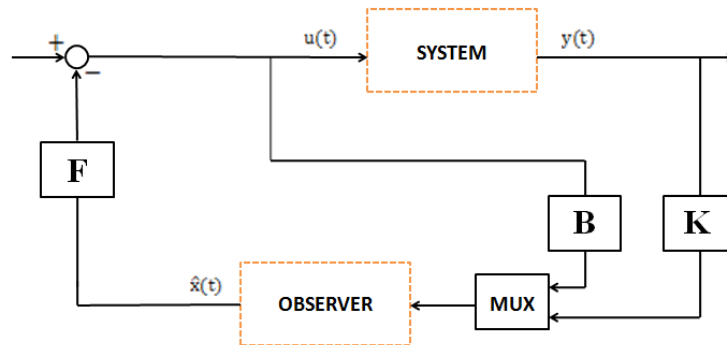 +
u(t)
SYSTEM
y(t)
−
F
B
K
x̂(t)
OBSERVER
MUX